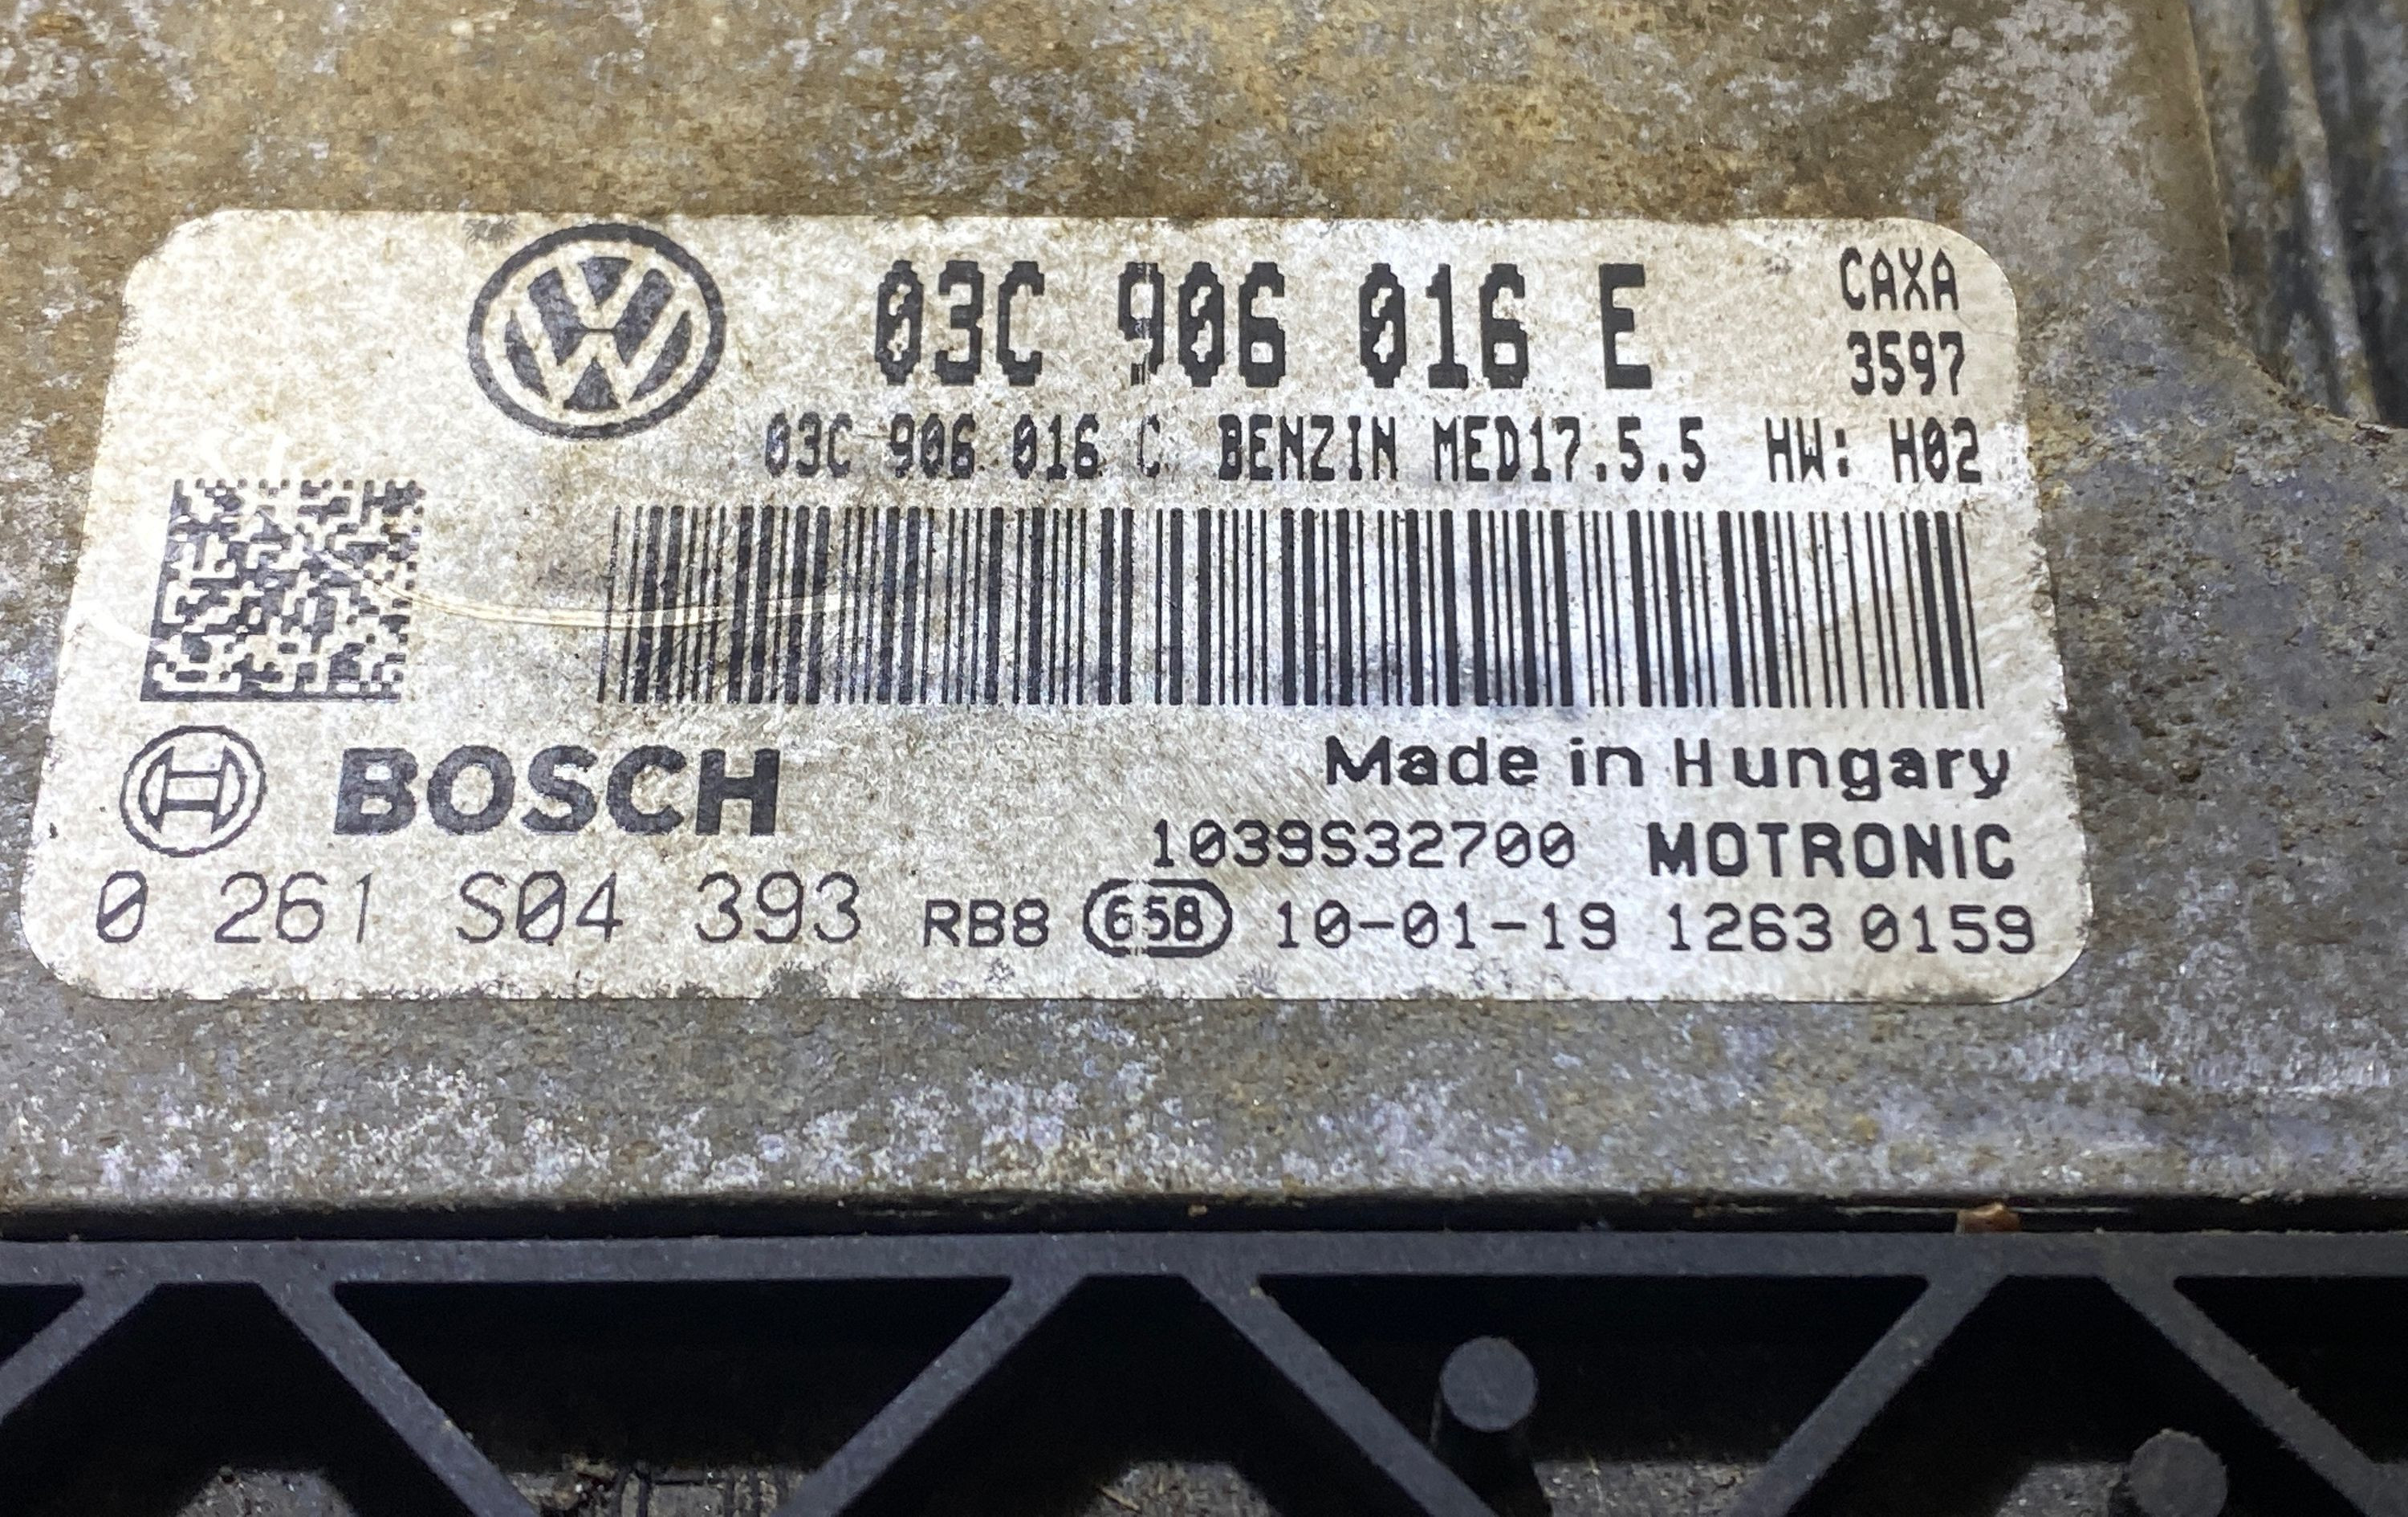 03C 906 016 E
CAXA
3597
03C 906 016 C BENZIN MED17.5.5 HW: H02
BOSCH
Made in Hungary
1039S32700 MOTRONIC
0 261 S04 393 RB8 658 10-01-19 1263 0159